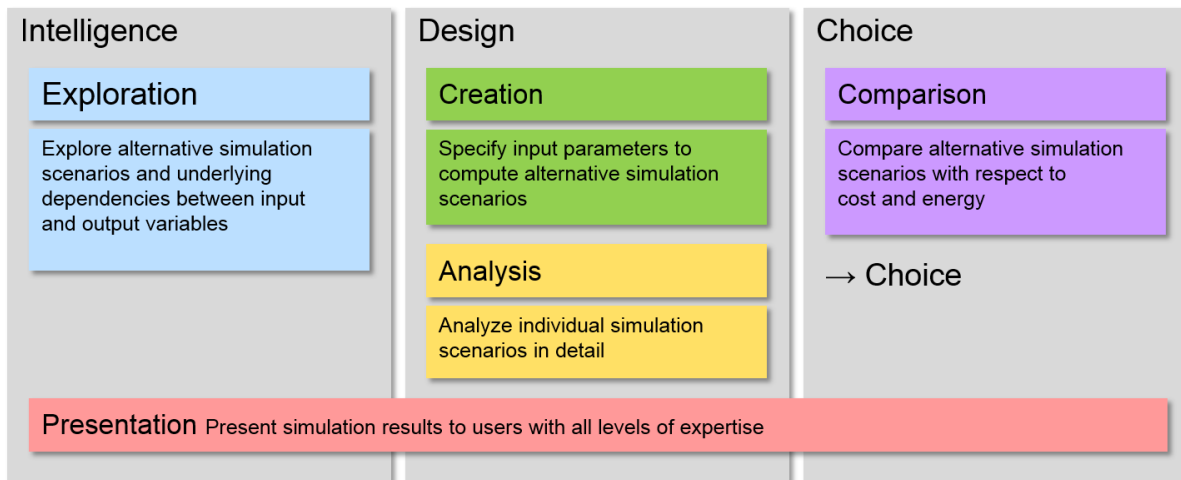 Intelligence
Exploration
Explore alternative simulation
scenarios and underlying
dependencies between input
and output variables
Design
Creation
Specify input parameters to
compute alternative simulation
scenarios
Analysis
Analyze individual simulation
scenarios in detail
Choice
Comparison
Compare alternative simulation
scenarios with respect to
cost and energy
→ Choice
Presentation Present simulation results to users with all levels of expertise